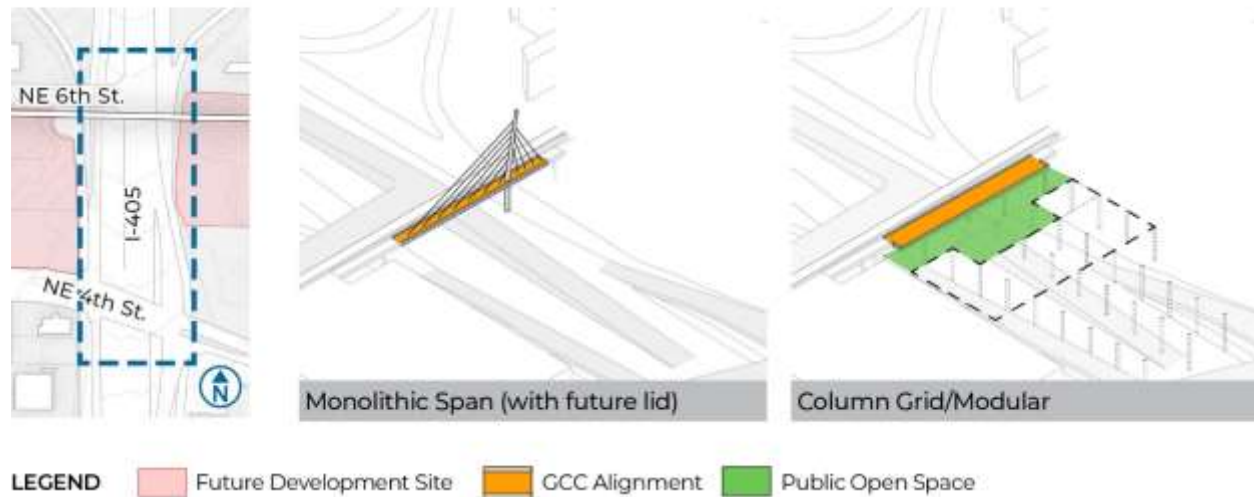 NE 6th St.
I-405
NE 4th St.
N
Monolithic Span (with future lid)
Column Grid/Modular
LEGEND
Future Development Site
GCC Alignment
Public Open Space